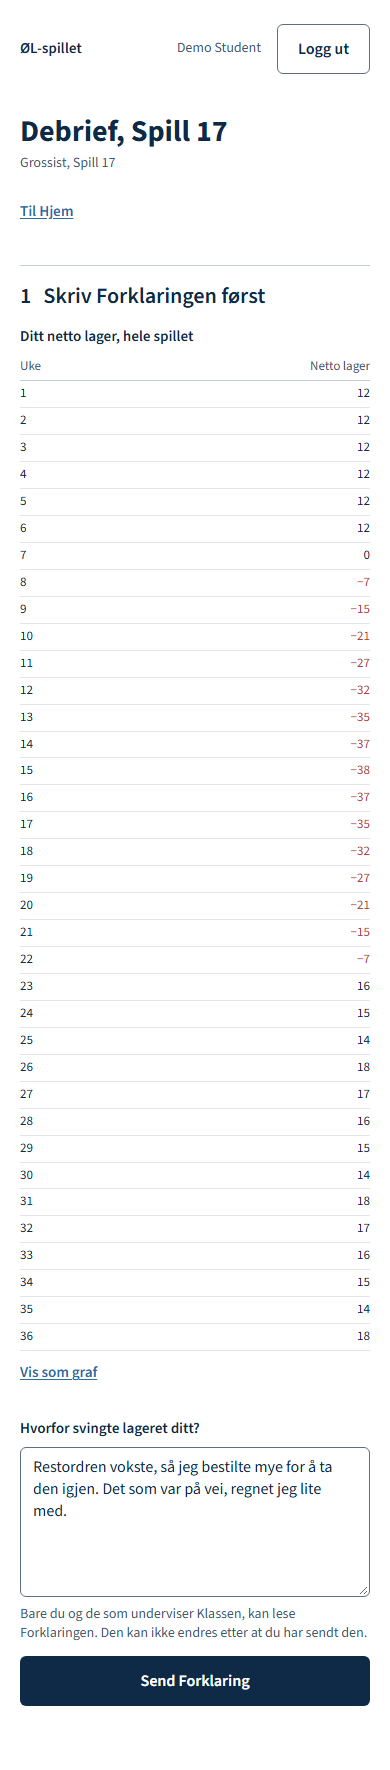 ØL-spillet Demo Student Logg ut
Debrief, Spill 17
Grossist, Spill 17
Til Hjem
1 Skriv Forklaringen først
Ditt netto lager, hele spillet
Uke Netto lager
1 12
2 12
3 12
4 12
5 12
6 12
7 0
8 −7
9 −15
10 −21
11 −27
12 −32
13 −35
14 −37
15 −38
16 −37
17 −35
18 −32
19 −27
20 −21
21 −15
22 −7
23 16
24 15
25 14
26 18
27 17
28 16
29 15
30 14
31 18
32 17
33 16
34 15
35 14
36 18
Vis som graf
Hvorfor svingte lageret ditt?
Restordren vokste, så jeg bestilte mye for å ta
den igjen. Det som var på vei, regnet jeg lite
med.
Bare du og de som underviser Klassen, kan lese
Forklaringen. Den kan ikke endres etter at du har sendt den.
Send Forklaring